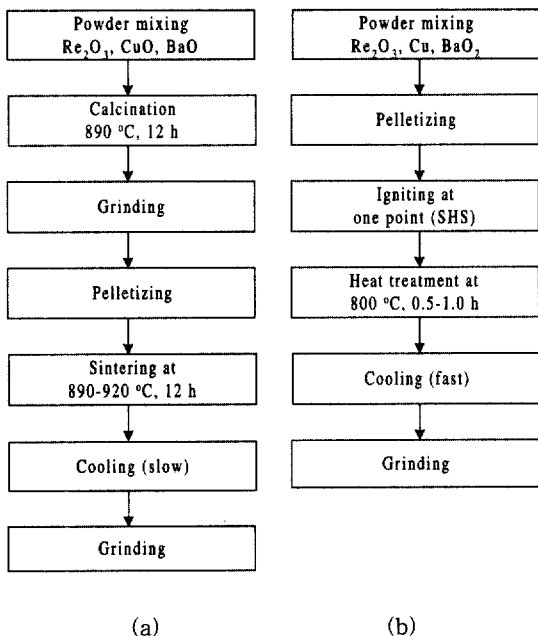 Powder mixing
Re₂O₃, CuO, BaO
Calcination
890 °C, 12 h
Grinding
Pelletizing
Sintering at
890-920 °C, 12 h
Cooling (slow)
Grinding
(a)
Powder mixing
Re₂O₃, Cu, BaO₂
Pelletizing
Igniting at
one point (SHS)
Heat treatment at
800 °C, 0.5-1.0 h
Cooling (fast)
Grinding
(b)